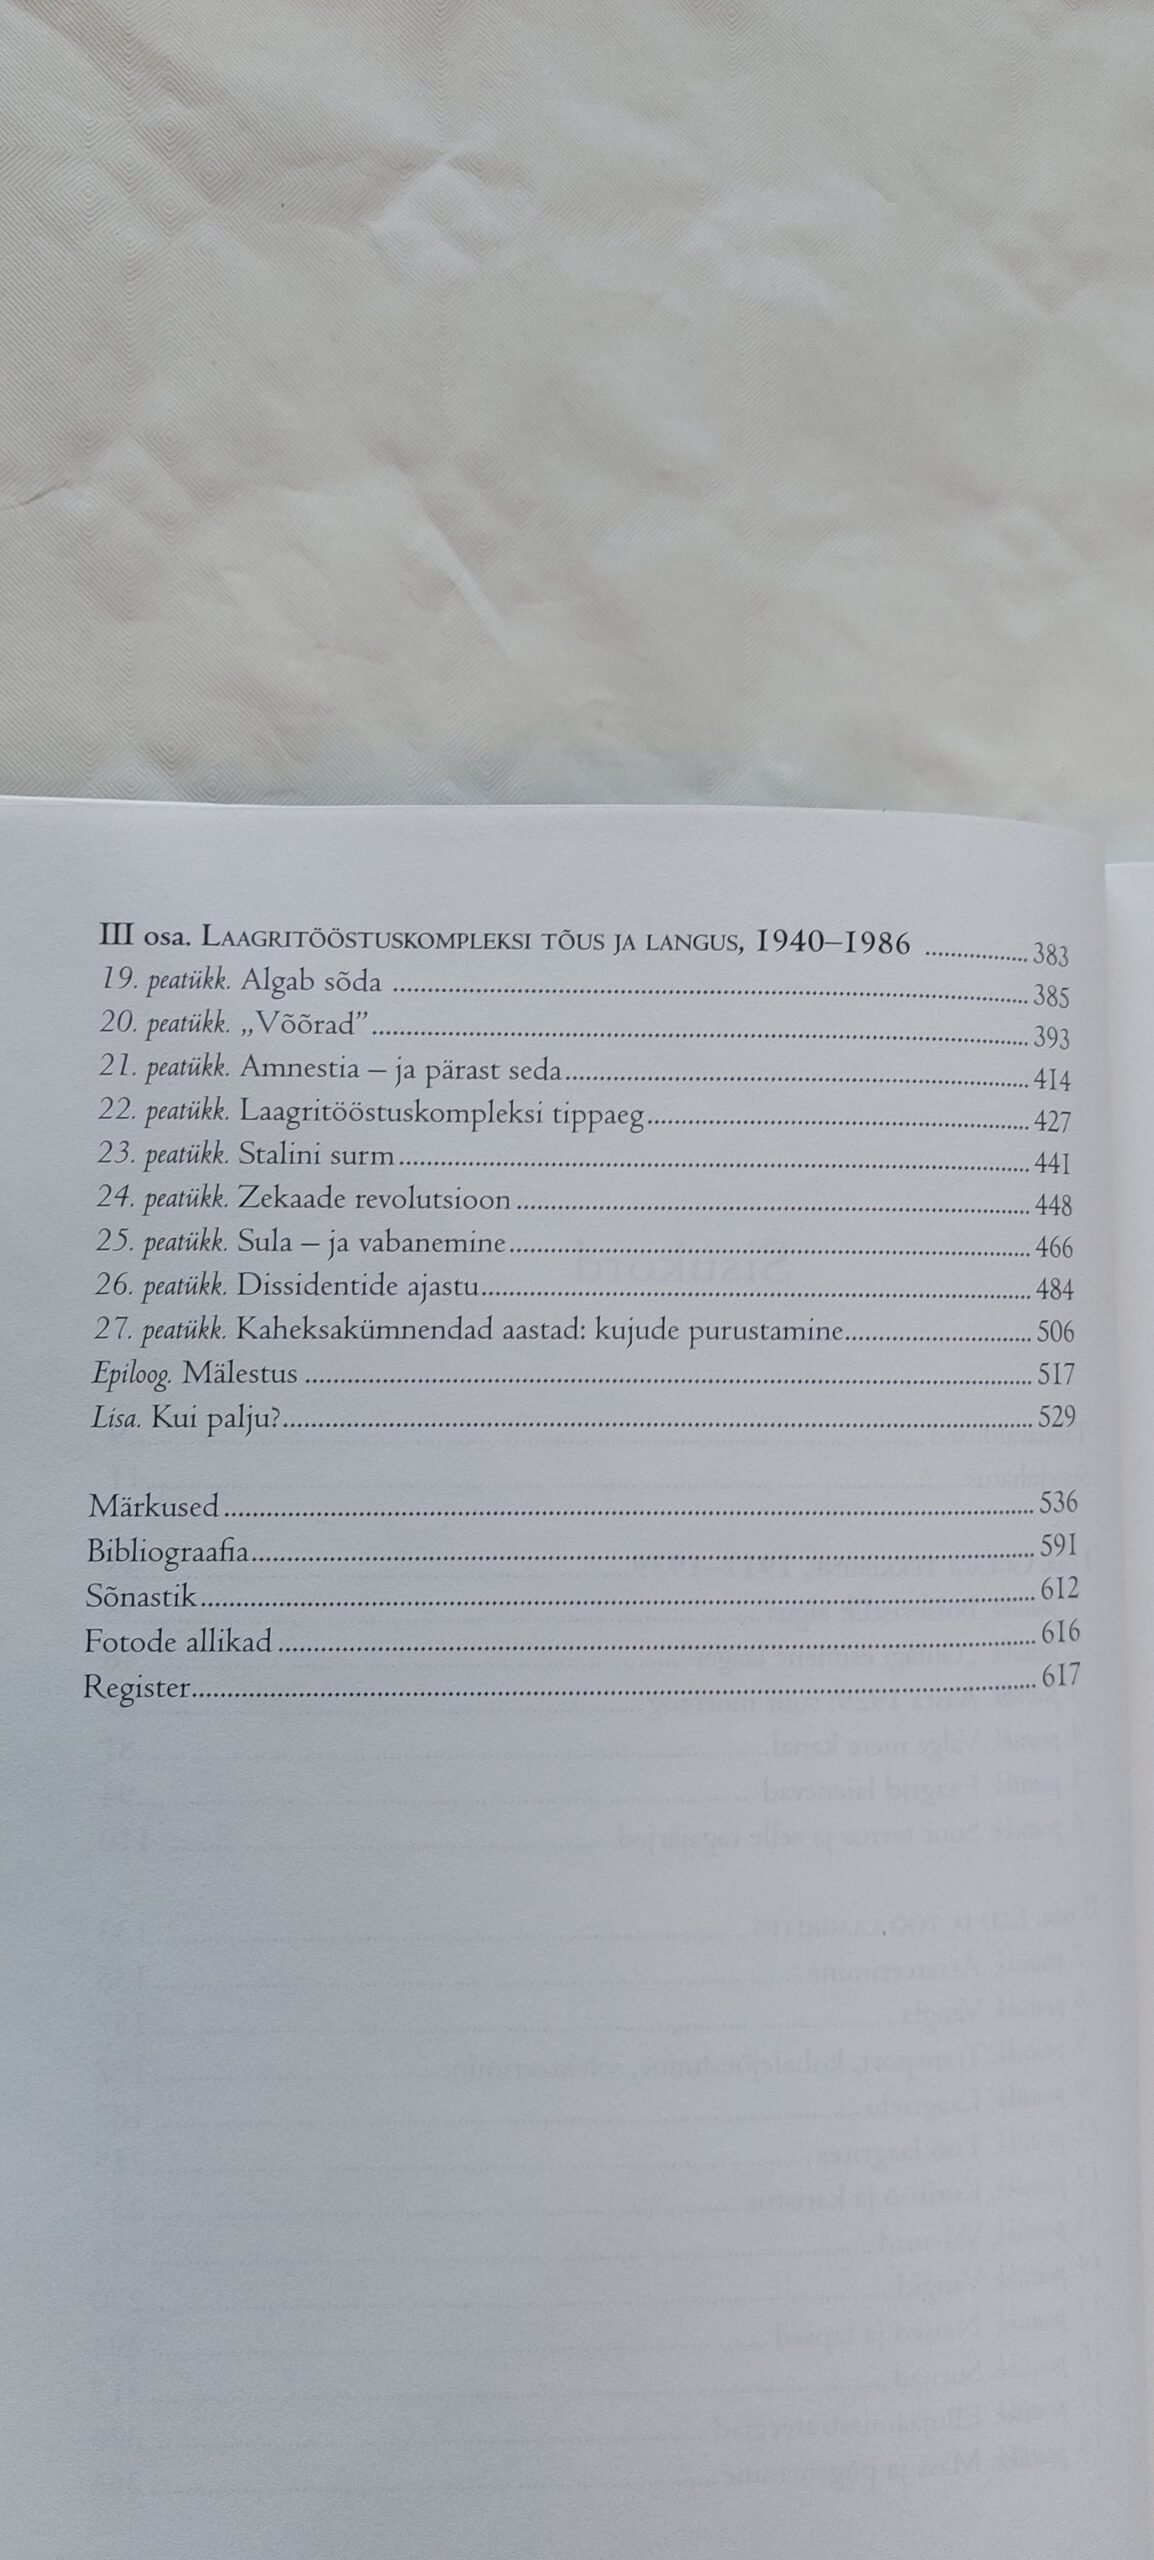 III osa. LAAGRITÖÖSTUSKOMPLEKSI TÕUS JA LANGUS, 1940–1986 ................. 383
19. peatükk. Algab sõda ................. 385
20. peatükk. „Võõrad” ................. 393
21. peatükk. Amnestia – ja pärast seda ................. 414
22. peatükk. Laagritööstuskompleksi tippaeg ................. 427
23. peatükk. Stalini surm ................. 441
24. peatükk. Zekaade revolutsioon ................. 448
25. peatükk. Sula – ja vabanemine ................. 466
26. peatükk. Dissidentide ajastu ................. 484
27. peatükk. Kaheksakümnendad aastad: kujude purustamine ................. 506
Epiloog. Mälestus ................. 517
Lisa. Kui palju? ................. 529
Märkused ................. 536
Bibliograafia ................. 591
Sõnastik ................. 612
Fotode allikad ................. 616
Register ................. 617